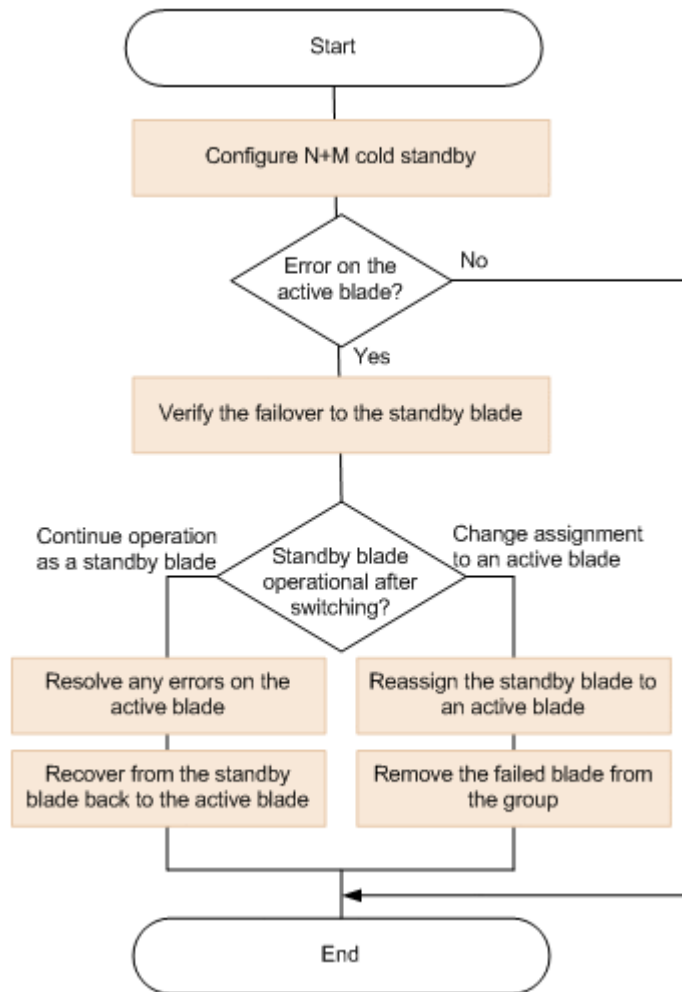 Start
Configure N+M cold standby
Error on the
active blade?
No
Yes
Verify the failover to the standby blade
Continue operation
as a standby blade
Change assignment
to an active blade
Standby blade
operational after
switching?
Resolve any errors on the
active blade
Reassign the standby blade to
an active blade
Recover from the standby
blade back to the active blade
Remove the failed blade from
the group
End